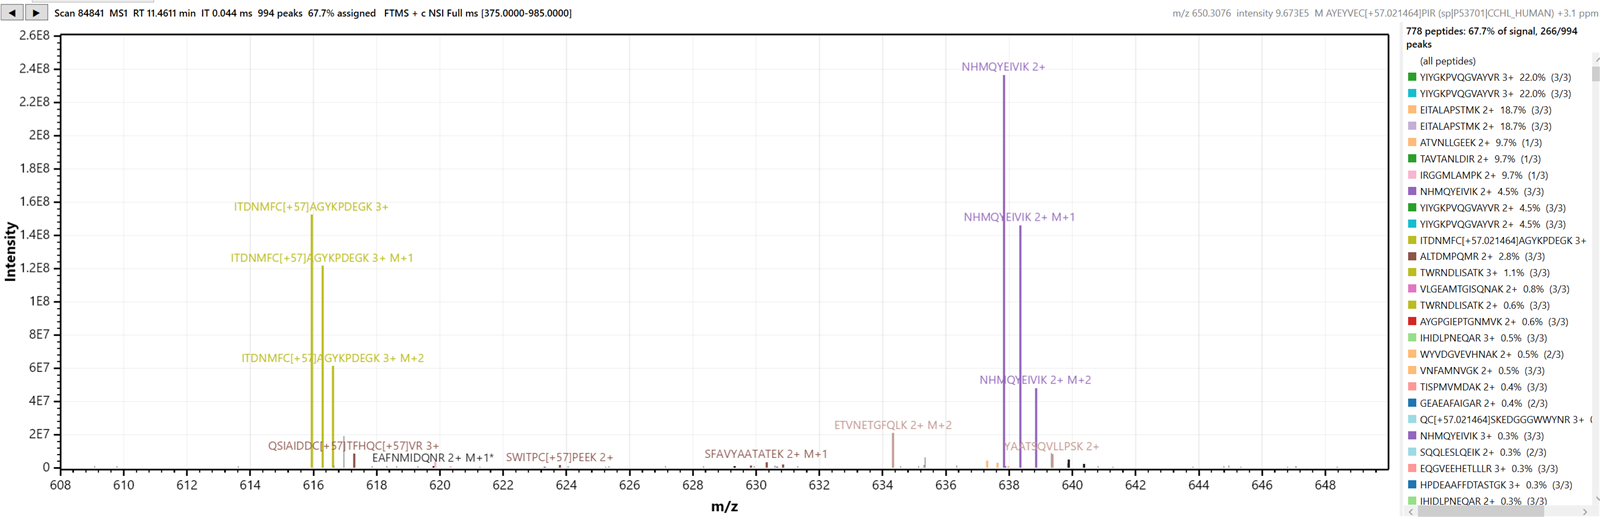 Scan 84841 MS1 RT 11.4611 min IT 0.044 ms 994 peaks 67.7% assigned FTMS + c NSI Full ms [375.0000-985.0000]
m/z 650.3076 intensity 9.673E5 M AYEYVEC[+57.021464]PIR (sp|P53701|CCHL_HUMAN) +3.1 ppm
2.6E8
2.4E8
2.2E8
2E8
1.8E8
1.6E8
1.4E8
1.2E8
1E8
8E7
6E7
4E7
2E7
0
Intensity
NHMQYEIVIK 2+
ITDNMFC[+57]AGYKPDEGK 3+
NHMQYEIVIK 2+ M+1
ITDNMFC[+57]AGYKPDEGK 3+ M+1
ITDNMFC[+57]AGYKPDEGK 3+ M+2
NHMQYEIVIK 2+ M+2
ETVNETGFQLK 2+ M+2
QSIAIDDC[+57]TFHQC[+57]VR 3+
YAATSQVLLPSK 2+
EAFNMIDQNR 2+ M+1*
SWITPC[+57]PEEK 2+
SFAVYAATATEK 2+ M+1
608 610 612 614 616 618 620 622 624 626 628 630 632 634 636 638 640 642 644 646 648
m/z
778 peptides: 67.7% of signal, 266/994
peaks
(all peptides)
YIYGKPVQGVAYVR 3+ 22.0% (3/3)
YIYGKPVQGVAYVR 3+ 22.0% (3/3)
EITALAPSTMK 2+ 18.7% (3/3)
EITALAPSTMK 2+ 18.7% (3/3)
ATVNLLGEEK 2+ 9.7% (1/3)
TAVTANLDIR 2+ 9.7% (1/3)
IRGGMLAMPK 2+ 9.7% (1/3)
NHMQYEIVIK 2+ 4.5% (3/3)
YIYGKPVQGVAYVR 2+ 4.5% (3/3)
YIYGKPVQGVAYVR 2+ 4.5% (3/3)
ITDNMFC[+57.021464]AGYKPDEGK 3+
ALTDMPQMR 2+ 2.8% (3/3)
TWRNDLISATK 3+ 1.1% (3/3)
VLGEAMTGISQNAK 2+ 0.8% (3/3)
TWRNDLISATK 2+ 0.6% (3/3)
AYGPGIEPTGNMVK 2+ 0.6% (3/3)
IHIDLPNEQAR 3+ 0.5% (3/3)
WYVDGVEVHNAK 2+ 0.5% (2/3)
VNFAMNVGK 2+ 0.5% (3/3)
TISPMVMDAK 2+ 0.4% (3/3)
GEAEAFAIGAR 2+ 0.4% (2/3)
QC[+57.021464]SKEDGGGWWYNR 3+
NHMQYEIVIK 3+ 0.3% (3/3)
SQQLESLQEIK 2+ 0.3% (2/3)
EQGVEEHETLLLR 3+ 0.3% (3/3)
HPDEAAFFDTASTGK 3+ 0.3% (3/3)
IHIDLPNEQAR 2+ 0.3% (3/3)